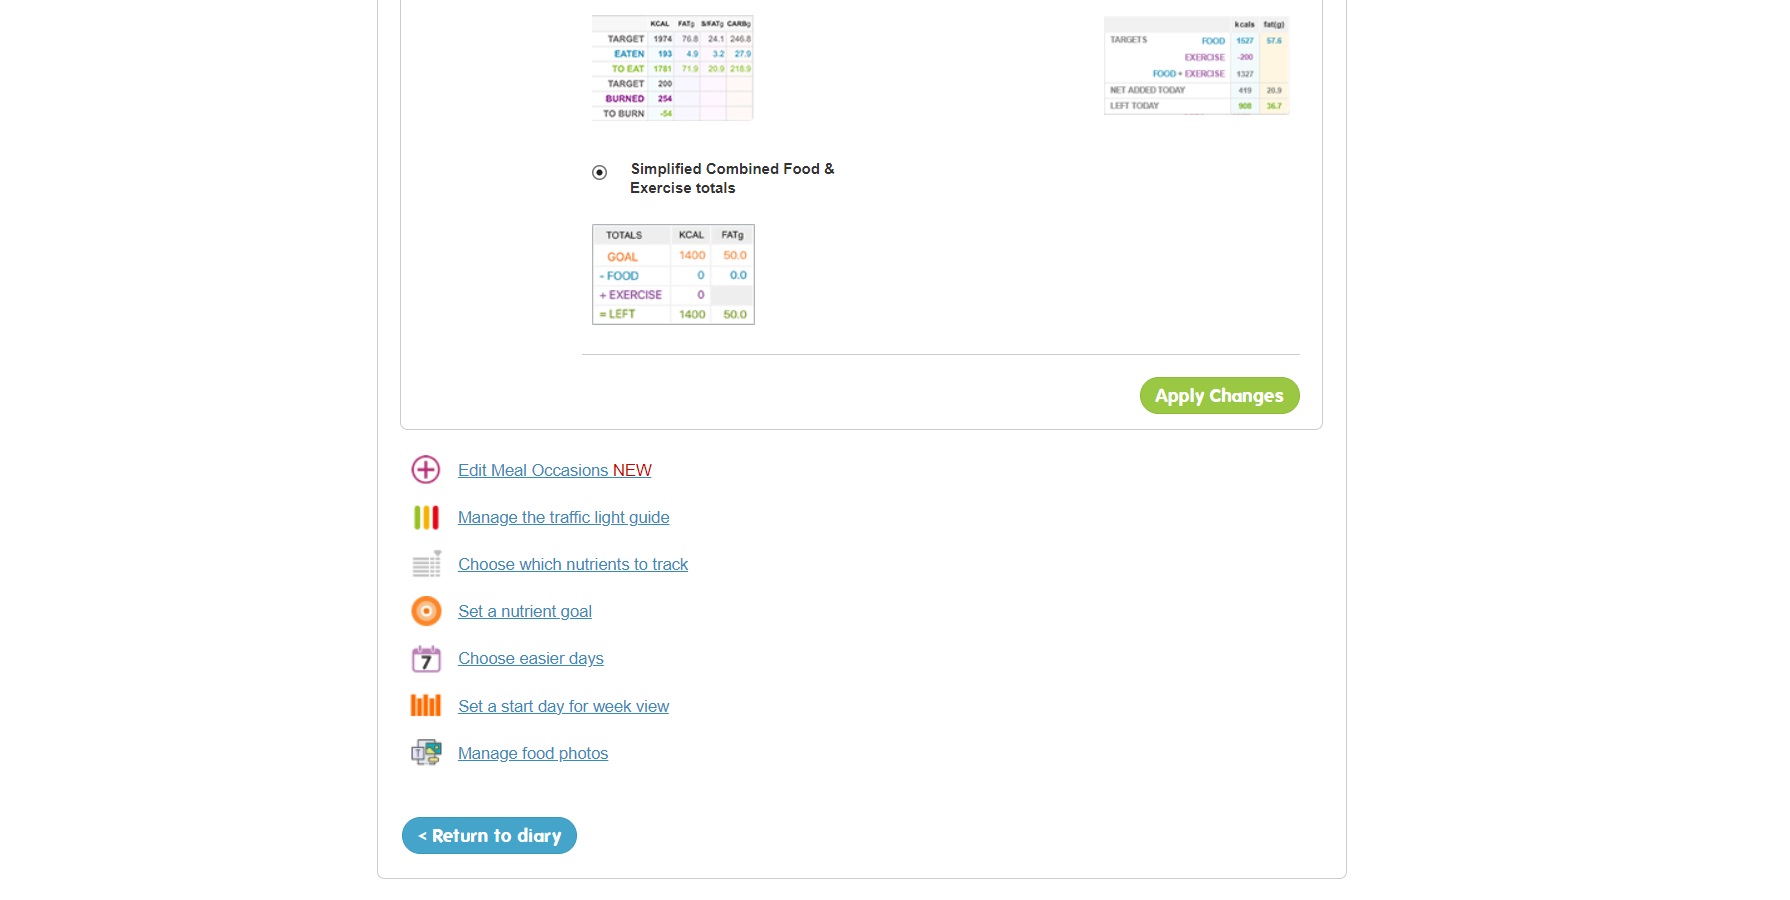 KCAL FATg S/FATg CARBg
TARGET 1974 76.8 24.1 246.8
EATEN 193 4.9 3.2 27.9
TO EAT 1781 71.9 20.9 218.9
TARGET 200
BURNED 254
TO BURN -54
kcals fat(g)
TARGETS FOOD 1527 57.6
EXERCISE -200
FOOD + EXERCISE 1327
NET ADDED TODAY 419 20.9
LEFT TODAY 908 36.7
Simplified Combined Food &
Exercise totals
TOTALS KCAL FATg
GOAL 1400 50.0
- FOOD 0 0.0
+ EXERCISE 0
= LEFT 1400 50.0
Apply Changes
Edit Meal Occasions NEW
Manage the traffic light guide
Choose which nutrients to track
Set a nutrient goal
7 Choose easier days
Set a start day for week view
T Manage food photos
< Return to diary